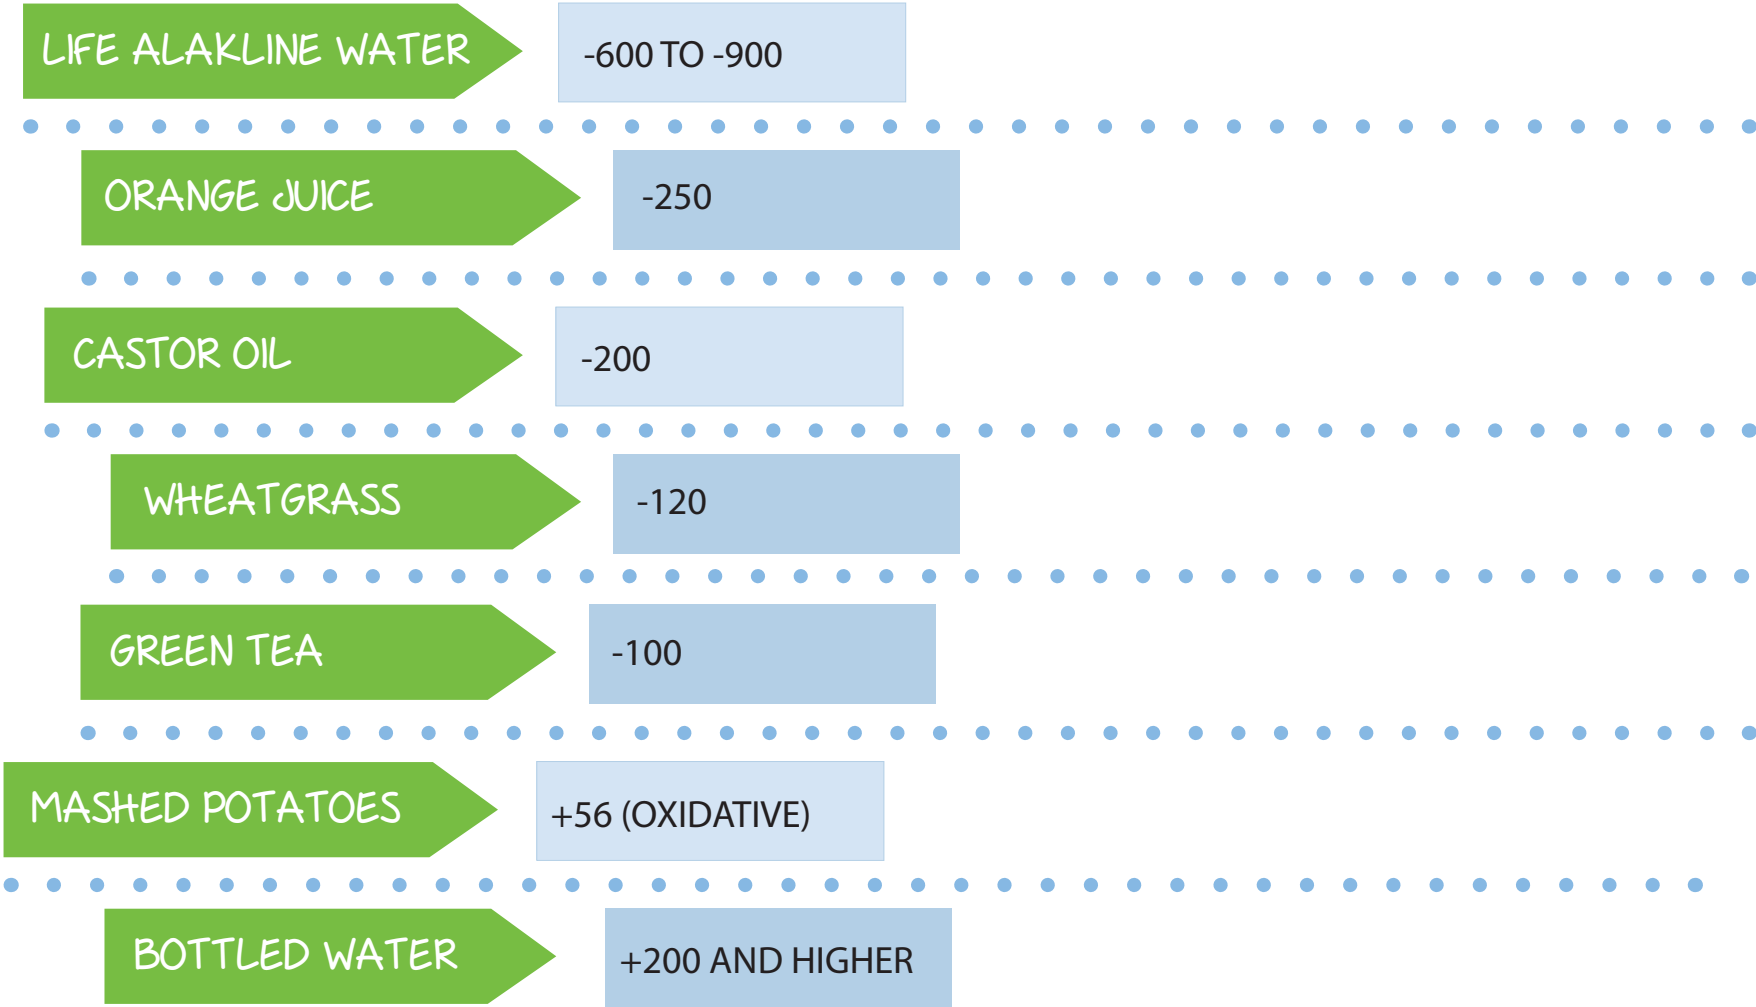 LIFE ALAKLINE WATER
-600 TO -900
ORANGE JUICE
-250
CASTOR OIL
-200
WHEATGRASS
-120
GREEN TEA
-100
MASHED POTATOES
+56 (OXIDATIVE)
BOTTLED WATER
+200 AND HIGHER